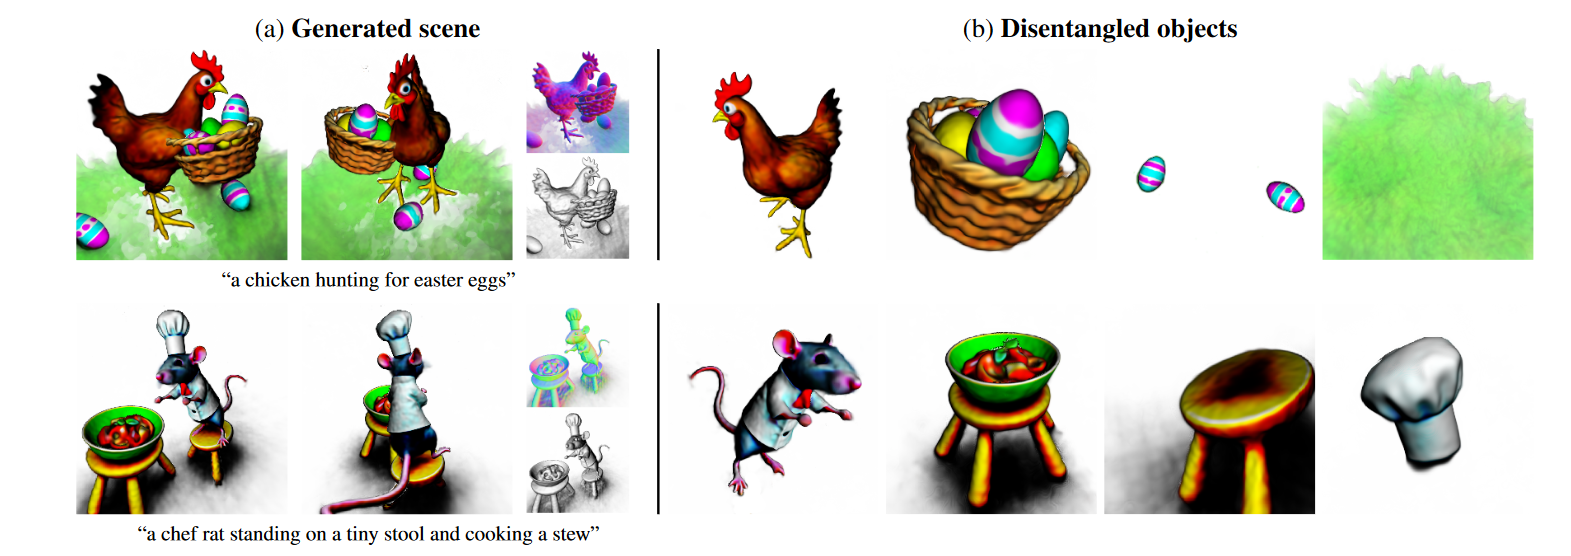 (a) Generated scene
(b) Disentangled objects
“a chicken hunting for easter eggs”
“a chef rat standing on a tiny stool and cooking a stew”